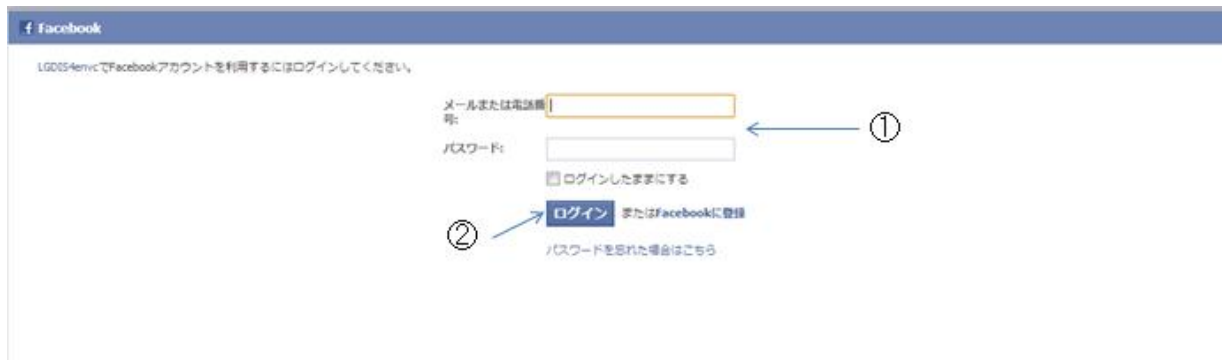 Facebook
LGDIS4envcでFacebookアカウントを利用するにはログインしてください。
メールまたは電話番
号:
①
パスワード:
ログインしたままにする
ログイン またはFacebookに登録
②
パスワードを忘れた場合はこちら